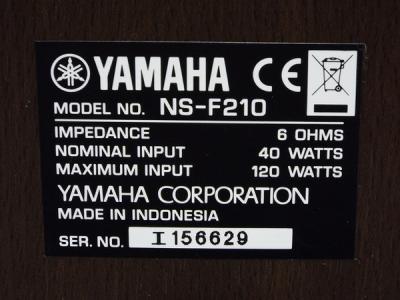 YAMAHA CE
MODEL NO. NS-F210
IMPEDANCE 6 OHMS
NOMINAL INPUT 40 WATTS
MAXIMUM INPUT 120 WATTS
YAMAHA CORPORATION
MADE IN INDONESIA
SER. NO. I 156629